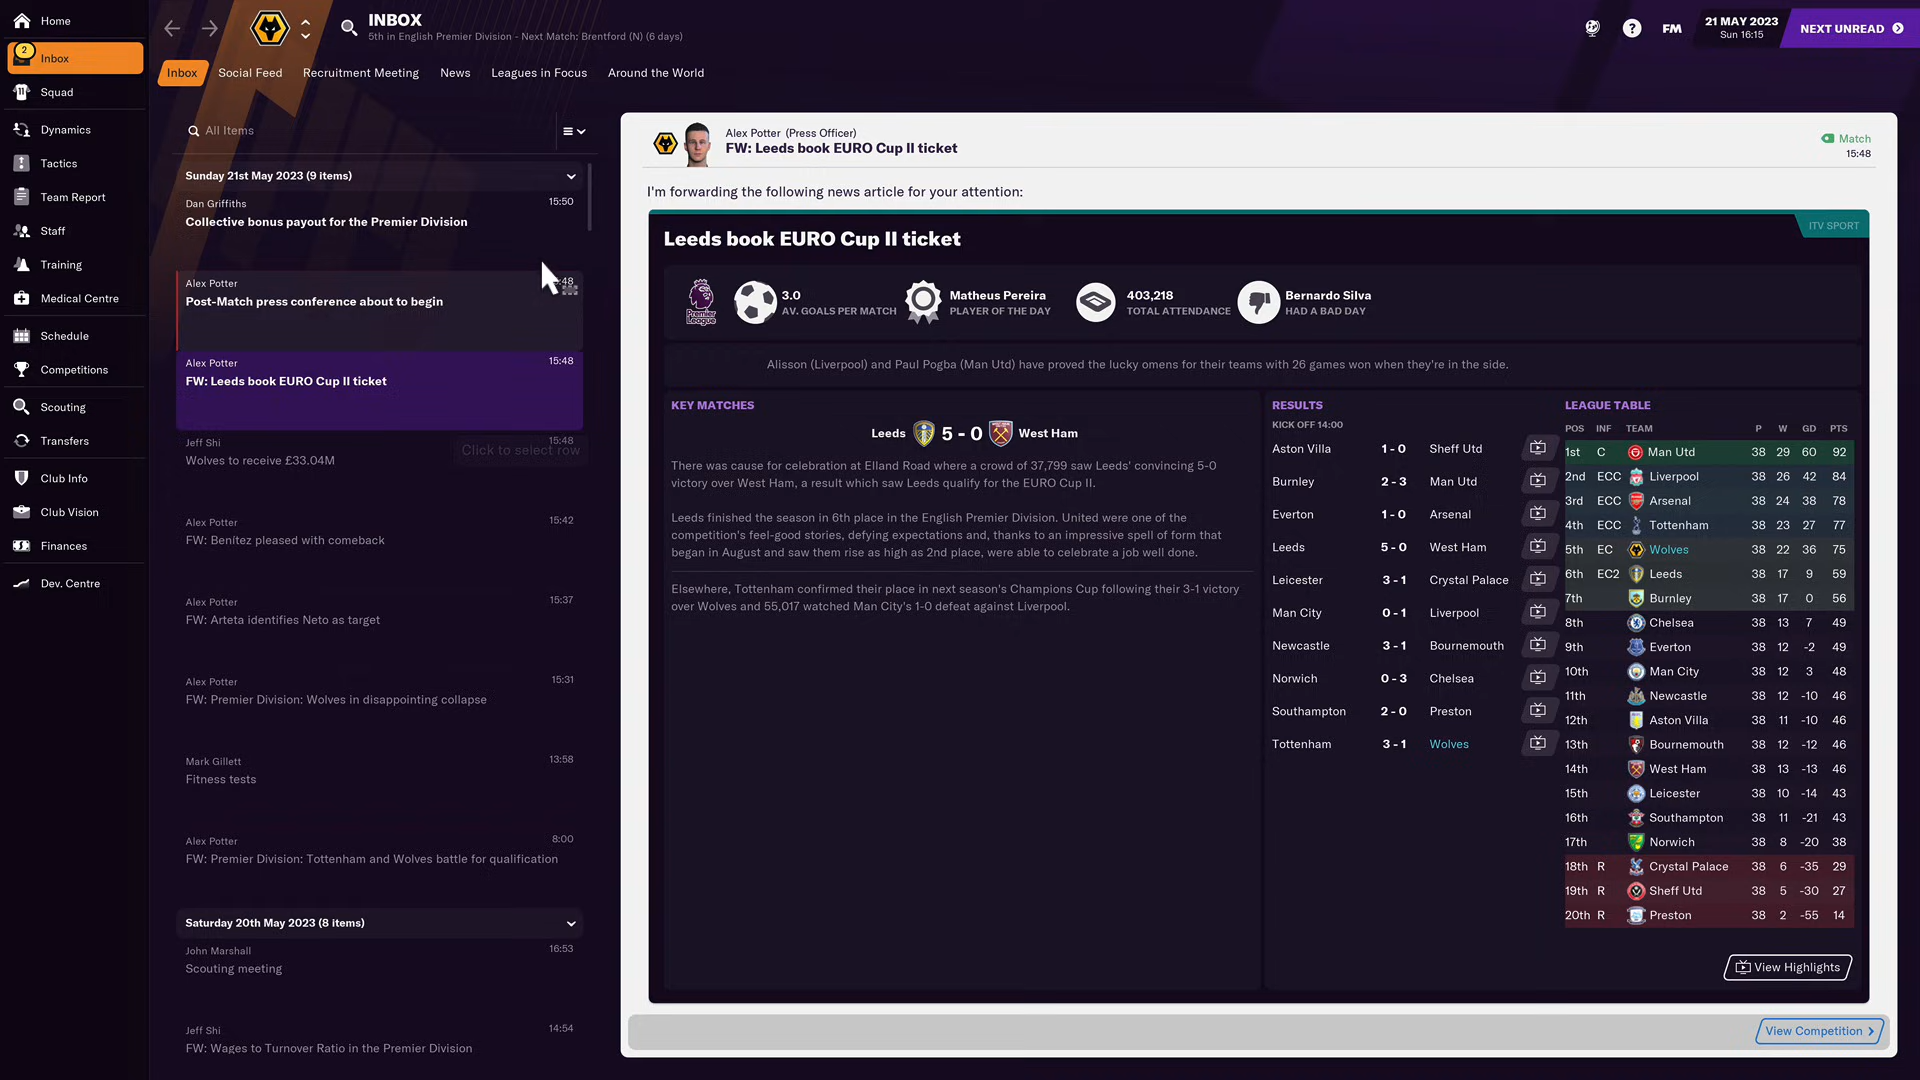 Home
2
Inbox
Squad
Dynamics
Tactics
Team Report
Staff
Training
Medical Centre
Schedule
Competitions
Scouting
Transfers
Club Info
Club Vision
Finances
Dev. Centre
INBOX
5th in English Premier Division - Next Match: Brentford (N) (6 days)
?
FM
21 MAY 2023
Sun 16:15
NEXT UNREAD
Inbox Social Feed Recruitment Meeting News Leagues in Focus Around the World
All Items
Sunday 21st May 2023 (9 items)
Dan Griffiths 15:50
Collective bonus payout for the Premier Division
Alex Potter :48
Post-Match press conference about to begin
Alex Potter 15:48
FW: Leeds book EURO Cup II ticket
Jeff Shi 15:48
Wolves to receive £33.04M
Click to select row
Alex Potter 15:42
FW: Benítez pleased with comeback
Alex Potter 15:37
FW: Arteta identifies Neto as target
Alex Potter 15:31
FW: Premier Division: Wolves in disappointing collapse
Mark Gillett 13:58
Fitness tests
Alex Potter 8:00
FW: Premier Division: Tottenham and Wolves battle for qualification
Saturday 20th May 2023 (8 items)
John Marshall 16:53
Scouting meeting
Jeff Shi 14:54
FW: Wages to Turnover Ratio in the Premier Division
Alex Potter (Press Officer)
FW: Leeds book EURO Cup II ticket
Match
15:48
I'm forwarding the following news article for your attention:
ITV SPORT
Leeds book EURO Cup II ticket
Premier League
3.0
AV. GOALS PER MATCH
Matheus Pereira
PLAYER OF THE DAY
403,218
TOTAL ATTENDANCE
Bernardo Silva
HAD A BAD DAY
Alisson (Liverpool) and Paul Pogba (Man Utd) have proved the lucky omens for their teams with 26 games won when they're in the side.
KEY MATCHES
Leeds 5 - 0 West Ham
There was cause for celebration at Elland Road where a crowd of 37,799 saw Leeds' convincing 5-0
victory over West Ham, a result which saw Leeds qualify for the EURO Cup II.
Leeds finished the season in 6th place in the English Premier Division. United were one of the
competition's feel-good stories, defying expectations and, thanks to an impressive spell of form that
began in August and saw them rise as high as 2nd place, were able to celebrate a job well done.
Elsewhere, Tottenham confirmed their place in next season's Champions Cup following their 3-1 victory
over Wolves and 55,017 watched Man City's 1-0 defeat against Liverpool.
RESULTS
KICK OFF 14:00
Aston Villa 1 - 0 Sheff Utd
Burnley 2 - 3 Man Utd
Everton 1 - 0 Arsenal
Leeds 5 - 0 West Ham
Leicester 3 - 1 Crystal Palace
Man City 0 - 1 Liverpool
Newcastle 3 - 1 Bournemouth
Norwich 0 - 3 Chelsea
Southampton 2 - 0 Preston
Tottenham 3 - 1 Wolves
LEAGUE TABLE
POS INF TEAM P W GD PTS
1st C Man Utd 38 29 60 92
2nd ECC Liverpool 38 26 42 84
3rd ECC Arsenal 38 24 38 78
4th ECC Tottenham 38 23 27 77
5th EC Wolves 38 22 36 75
6th EC2 Leeds 38 17 9 59
7th Burnley 38 17 0 56
8th Chelsea 38 13 7 49
9th Everton 38 12 -2 49
10th Man City 38 12 3 48
11th Newcastle 38 12 -10 46
12th Aston Villa 38 11 -10 46
13th Bournemouth 38 12 -12 46
14th West Ham 38 13 -13 46
15th Leicester 38 10 -14 43
16th Southampton 38 11 -21 43
17th Norwich 38 8 -20 38
18th R Crystal Palace 38 6 -35 29
19th R Sheff Utd 38 5 -30 27
20th R Preston 38 2 -55 14
View Highlights
View Competition